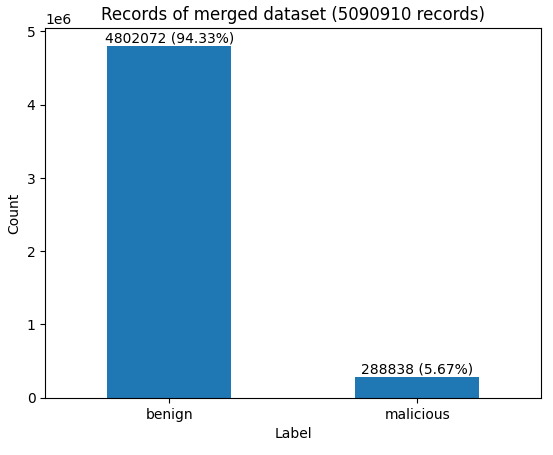 Records of merged dataset (5090910 records)
1e6
5
4
3
2
1
0
Count
4802072 (94.33%)
288838 (5.67%)
benign
malicious
Label